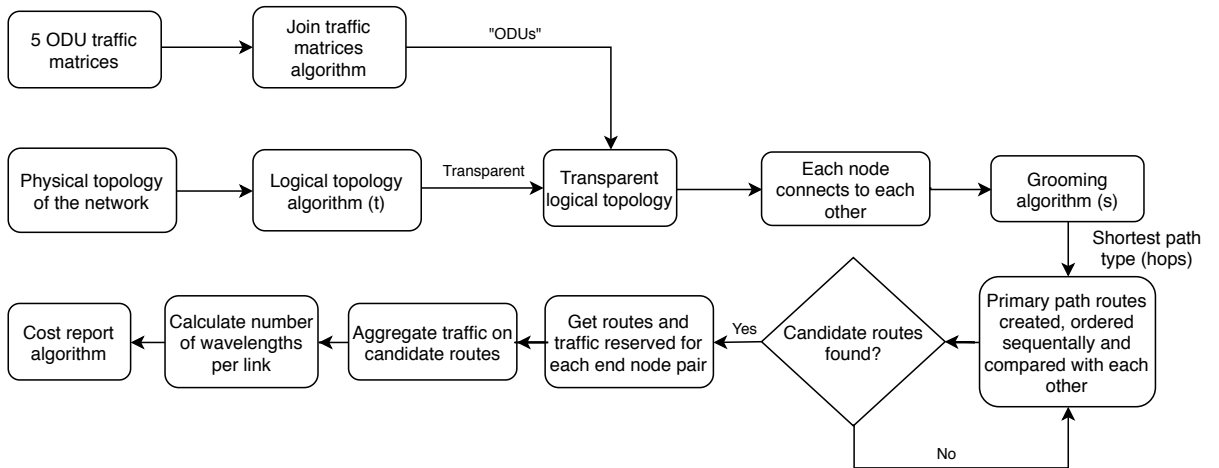 5 ODU traffic
matrices
Join traffic
matrices
algorithm
"ODUs"
Physical topology
of the network
Logical topology
algorithm (t)
Transparent
Transparent
logical topology
Each node
connects to each
other
Grooming
algorithm (s)
Shortest path
type (hops)
Primary path routes
created, ordered
sequentially and
compared with each
other
Candidate routes
found?
Yes
No
Get routes and
traffic reserved for
each end node pair
Aggregate traffic on
candidate routes
Calculate number
of wavelengths
per link
Cost report
algorithm